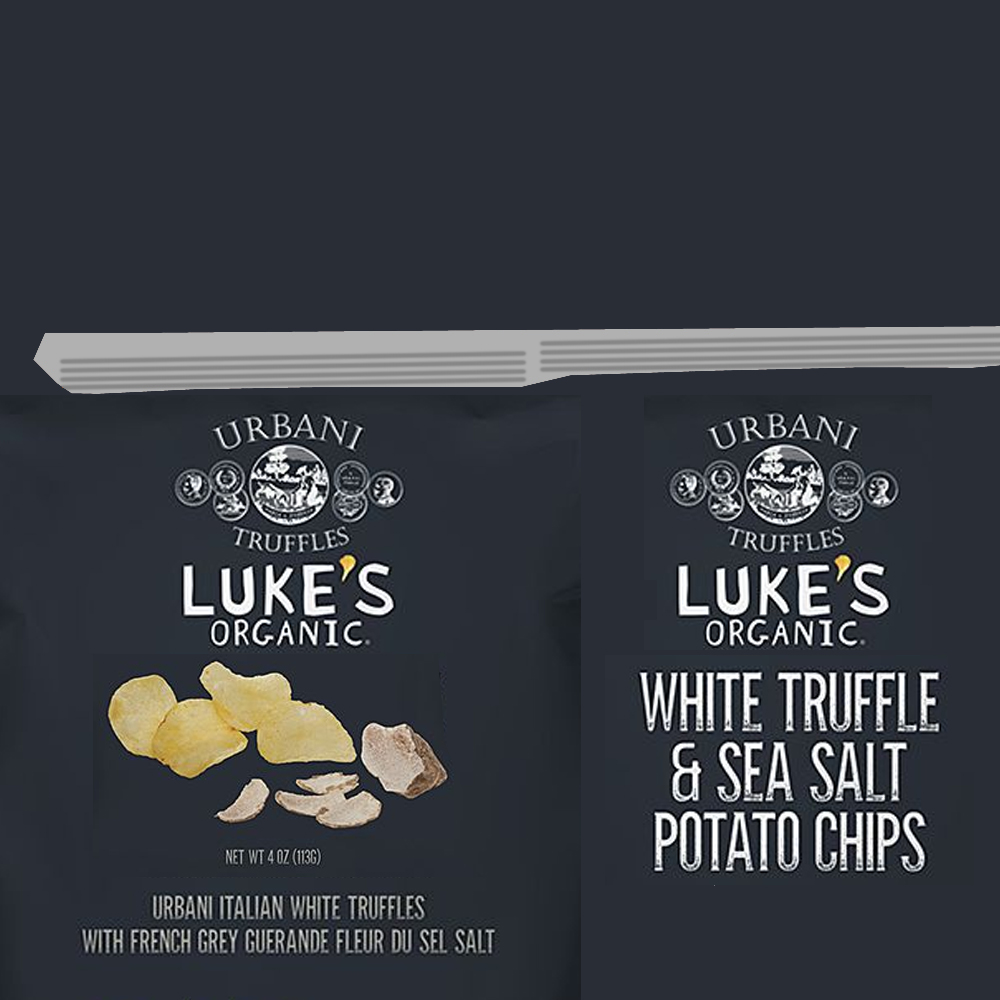 URBANI
TRUFFLES
LUKE'S
ORGANIC
NET WT 4 OZ (113G)
URBANI ITALIAN WHITE TRUFFLES
WITH FRENCH GREY GUERANDE FLEUR DU SEL SALT
URBANI
TRUFFLES
LUKE'S
ORGANIC
WHITE TRUFFLE
& SEA SALT
POTATO CHIPS